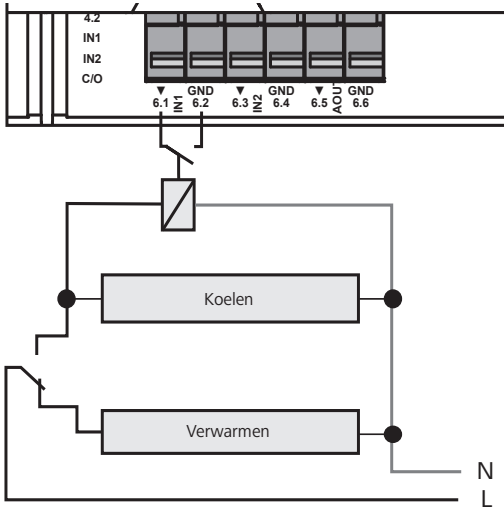 4.2
IN1
IN2
C/O
▼ GND ▼ GND ▼ GND
6.1 IN1 6.2 6.3 IN2 6.4 6.5 AOUT 6.6
Koelen
Verwarmen
N
L